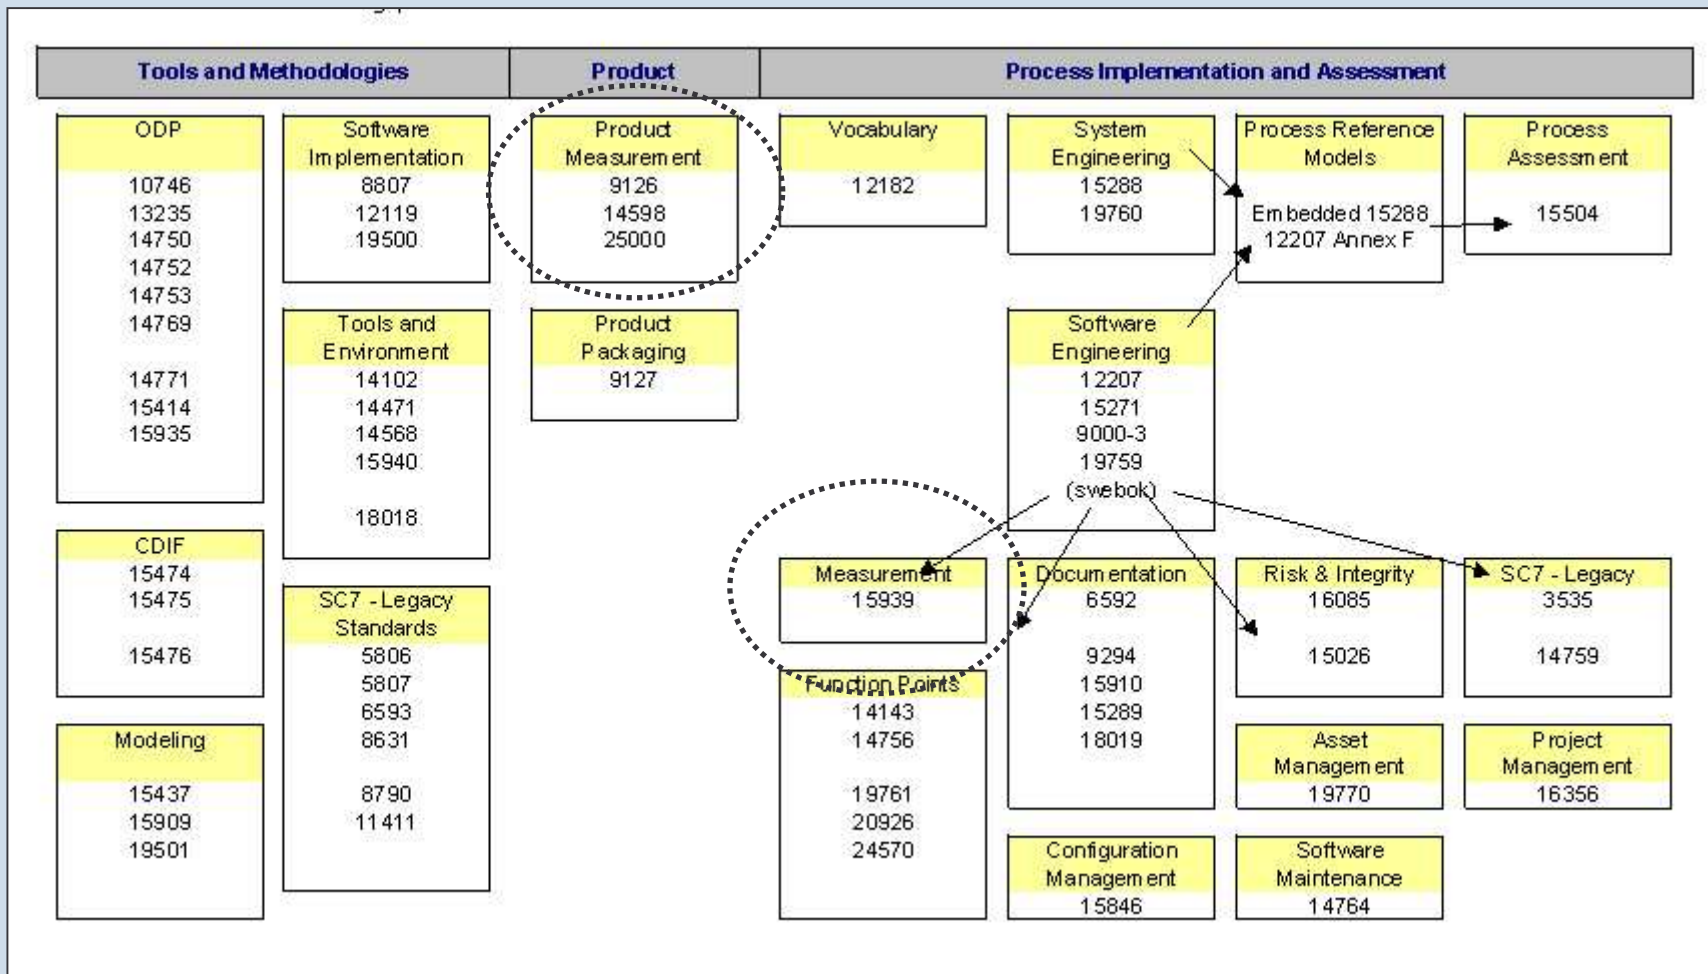 Tools and Methodologies
Product
Process Implementation and Assessment
ODP
10746
13235
14750
14752
14753
14769
14771
15414
15935
CDIF
15474
15475
15476
Modeling
15437
15909
19501
Software
Implementation
8807
12119
19500
Tools and
Environment
14102
14471
14568
15940
18018
SC7 - Legacy
Standards
5806
5807
6593
8631
8790
11411
Product
Measurement
9126
14598
25000
Product
Packaging
9127
Vocabulary
12182
System
Engineering
15288
19760
Process Reference
Models
Embedded 15288
12207 Annex F
Process
Assessment
15504
Software
Engineering
12207
15271
9000-3
19759
(swebok)
Measurement
15939
Function Points
14143
14756
19761
20926
24570
Documentation
6592
9294
15910
15289
18019
Configuration
Management
15846
Risk & Integrity
16085
15026
Asset
Management
19770
Software
Maintenance
14764
SC7 - Legacy
3535
14759
Project
Management
16356